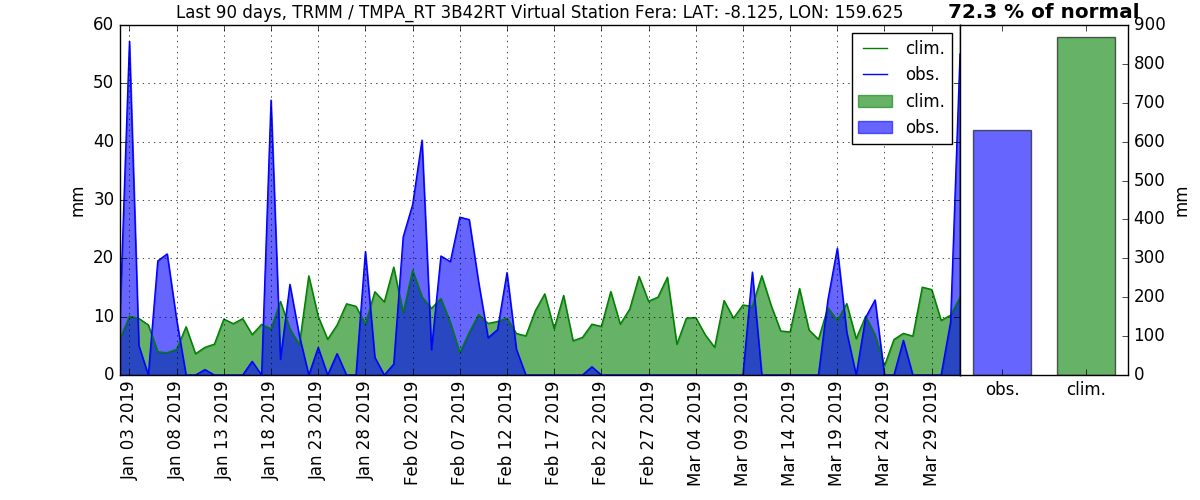 Last 90 days, TRMM / TMPA_RT 3B42RT Virtual Station Fera: LAT: -8.125, LON: 159.625
72.3 % of normal
mm
60
50
40
30
20
10
0
clim.
obs.
clim.
obs.
900
800
700
600
500
400
300
200
100
0
mm
Jan 03 2019
Jan 08 2019
Jan 13 2019
Jan 18 2019
Jan 23 2019
Jan 28 2019
Feb 02 2019
Feb 07 2019
Feb 12 2019
Feb 17 2019
Feb 22 2019
Feb 27 2019
Mar 04 2019
Mar 09 2019
Mar 14 2019
Mar 19 2019
Mar 24 2019
Mar 29 2019
obs.
clim.